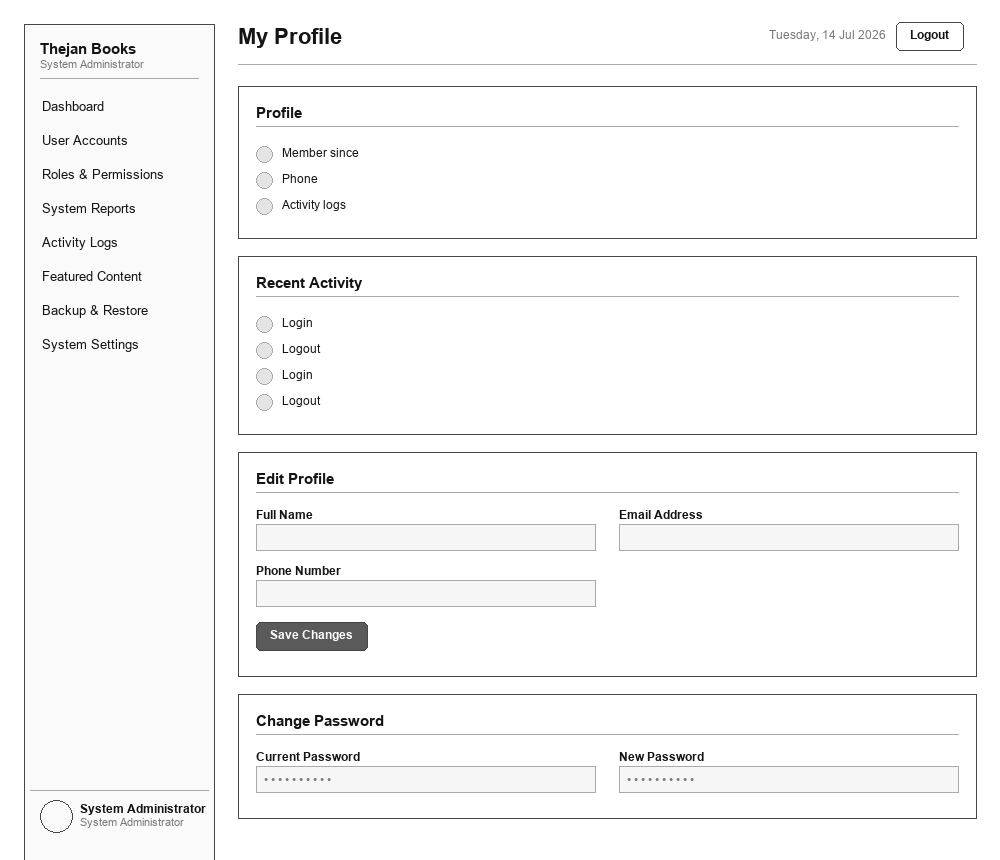 Thejan Books
System Administrator
Dashboard
User Accounts
Roles & Permissions
System Reports
Activity Logs
Featured Content
Backup & Restore
System Settings
System Administrator
System Administrator
My Profile
Tuesday, 14 Jul 2026
Logout
Profile
Member since
Phone
Activity logs
Recent Activity
Login
Logout
Login
Logout
Edit Profile
Full Name
Email Address
Phone Number
Save Changes
Change Password
Current Password
New Password
••••••••••
••••••••••